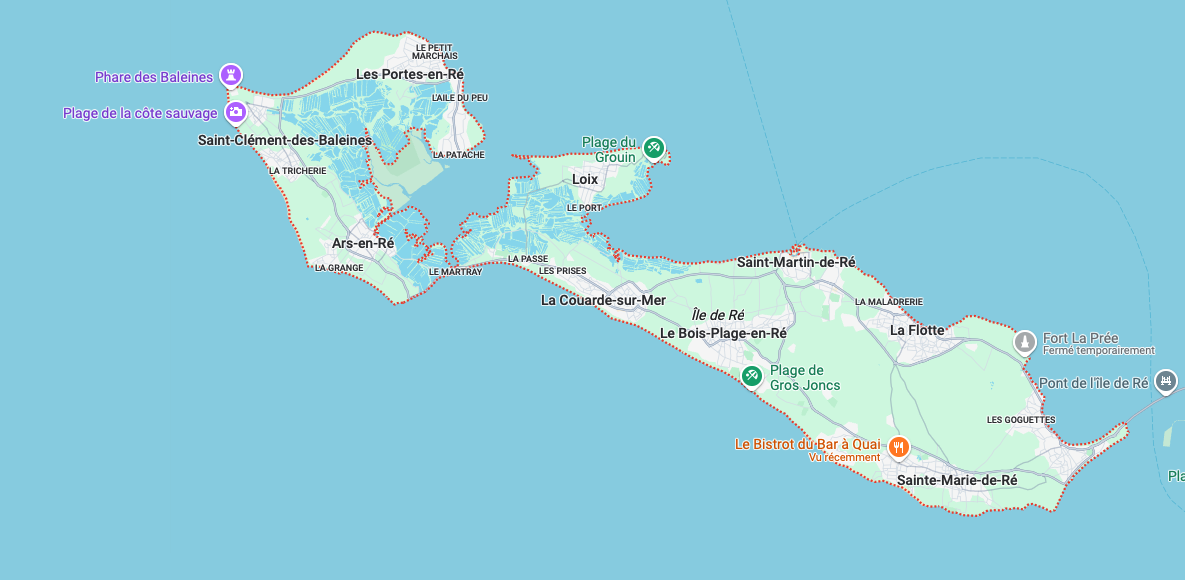 LE PETIT
MARCHAIS
Les Portes-en-Ré
Phare des Baleines
L'AILE DU PEU
Plage de la côte sauvage
Saint-Clément-des-Baleines
LA PATACHE
Plage du
Grouin
LA TRICHERIE
Loix
LE PORT
Ars-en-Ré
LA GRANGE
LE MARTRAY
LA PASSE
LES PRISES
Saint-Martin-de-Ré
La Couarde-sur-Mer
LA MALADRERIE
Île de Ré
Le Bois-Plage-en-Ré
La Flotte
Fort La Prée
Fermé temporairement
Plage de
Gros Joncs
Pont de l'île de Ré
LES GOGUETTES
Le Bistrot du Bar à Quai
Vu récemment
Sainte-Marie-de-Ré
Pla